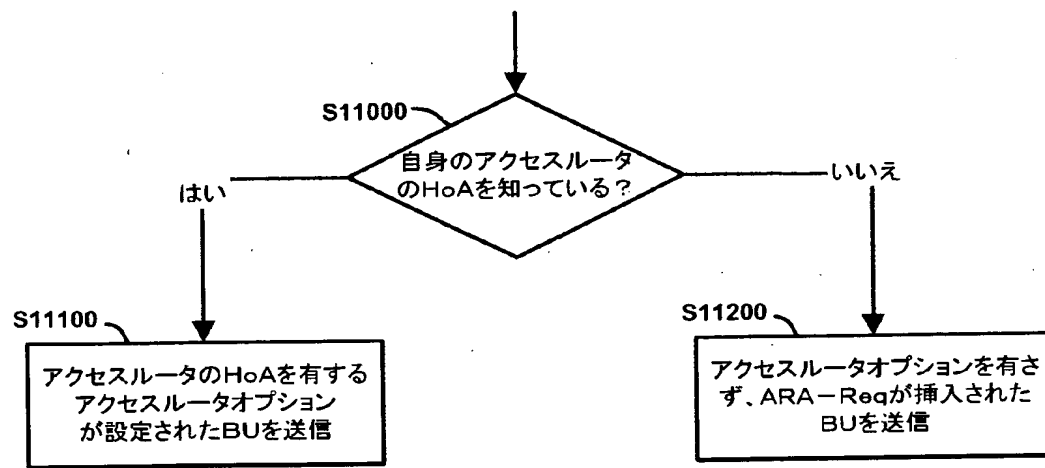 S11000
自身のアクセスルータ
のHoAを知っている？
はい
いいえ
S11100
アクセスルータのHoAを有する
アクセスルータオプション
が設定されたBUを送信
S11200
アクセスルータオプションを有さ
ず、ARA－Reqが挿入された
BUを送信